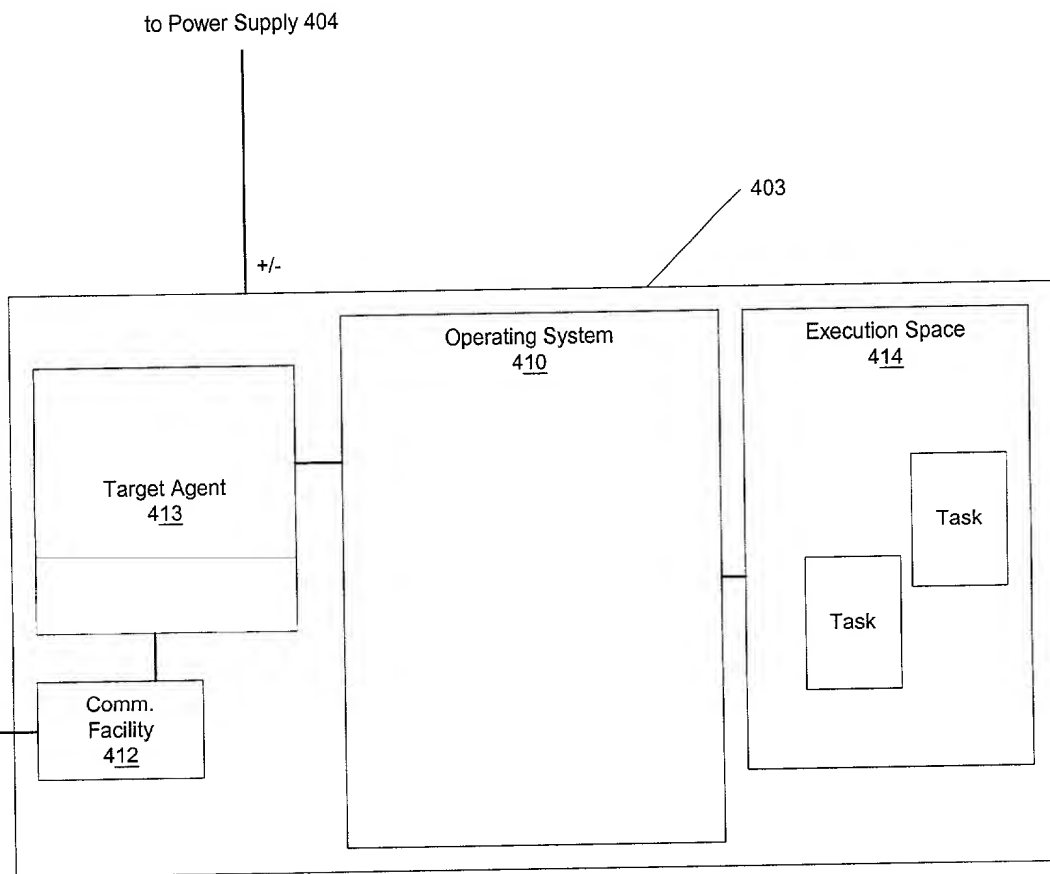 to Power Supply 404
403
+/-
Operating System
410
Execution Space
414
Target Agent
413
Task
Task
Comm.
Facility
412